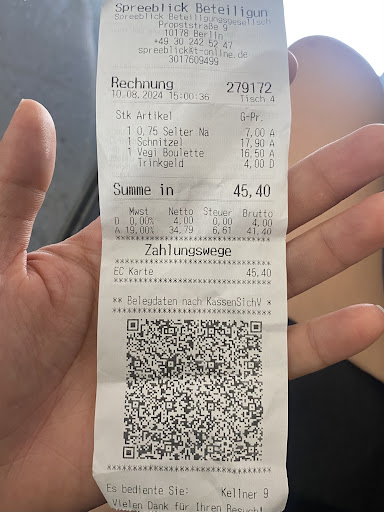 Spreeblick Beteiligun
Spreeblick Beteiligungsgesellsch
Propststraße 9
10178 Berlin
+49 30 242 52 47
spreeblick@t-online.de
3017609499
Rechnung 279172
10.08.2024 15:00:36 Tisch 4
Stk Artikel G-Pr.
1 0,75 Selter Na 7,00 A
1 Schnitzel 17,90 A
1 Vegi Boulette 16,50 A
Trinkgeld 4,00 D
Summe in 45,40
Mwst Netto Steuer Brutto
D 0,00% 4,00 0,00 4,00
A 19,00% 34,79 6,61 41,40
************************************
Zahlungswege
************************************
EC Karte 45,40
************************************
** Belegdaten nach KassenSichV *
************************************
************************************
Es bediente Sie: Kellner 9
Vielen Dank für Ihren Besuch!